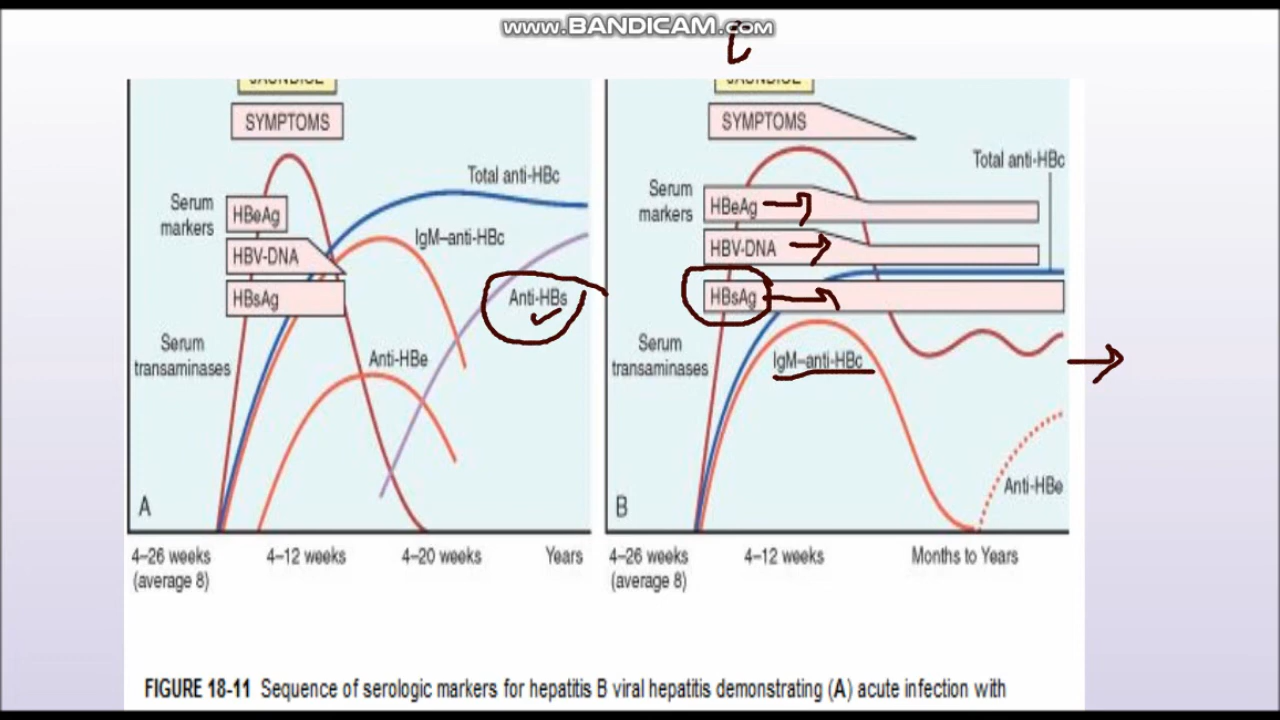 www.BANDICAM.com
JAUNDICE
SYMPTOMS
Serum
markers
HBeAg
HBV-DNA
HBsAg
Serum
transaminases
Total anti-HBc
IgM–anti-HBc
Anti-HBs
Anti-HBe
A
4–26 weeks
(average 8)
4–12 weeks
4–20 weeks
Years
JAUNDICE
SYMPTOMS
Total anti-HBc
Serum
markers
HBeAg
HBV-DNA
HBsAg
Serum
transaminases
IgM–anti-HBc
Anti-HBe
B
4–26 weeks
(average 8)
4–12 weeks
Months to Years
FIGURE 18-11 Sequence of serologic markers for hepatitis B viral hepatitis demonstrating (A) acute infection with